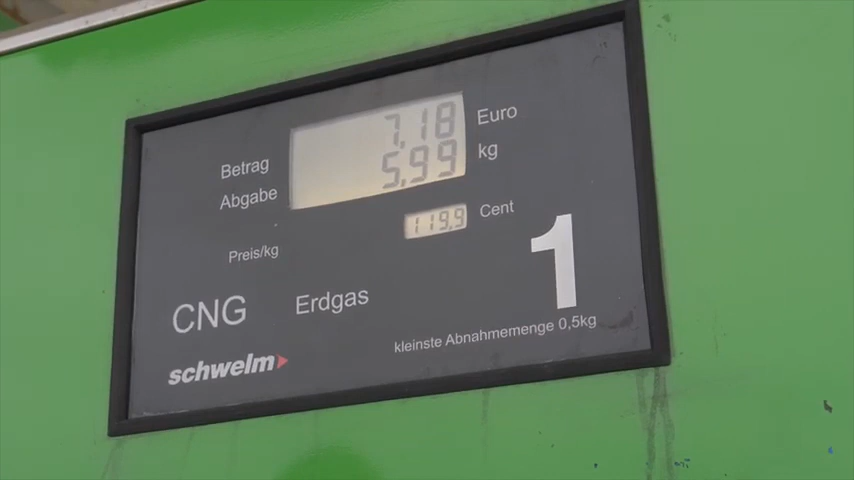 7,18 Euro
Betrag
5,99 kg
Abgabe
119,9 Cent
Preis/kg
1
CNG Erdgas
kleinste Abnahmemenge 0,5kg
schwelm